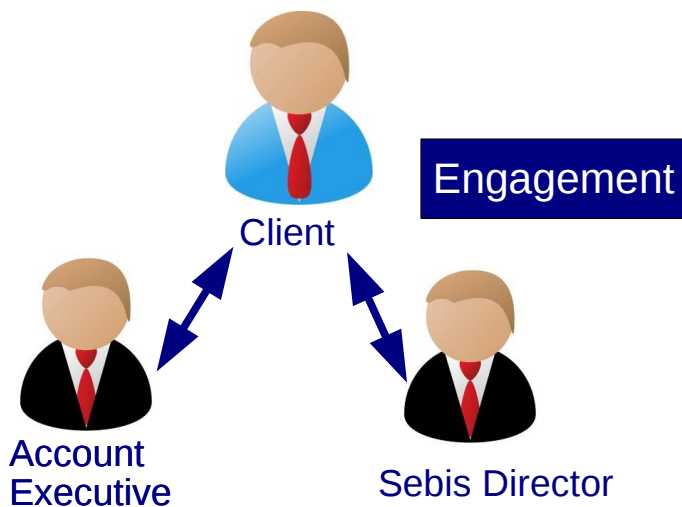 Engagement
Client
Account
Executive
Sebis Director